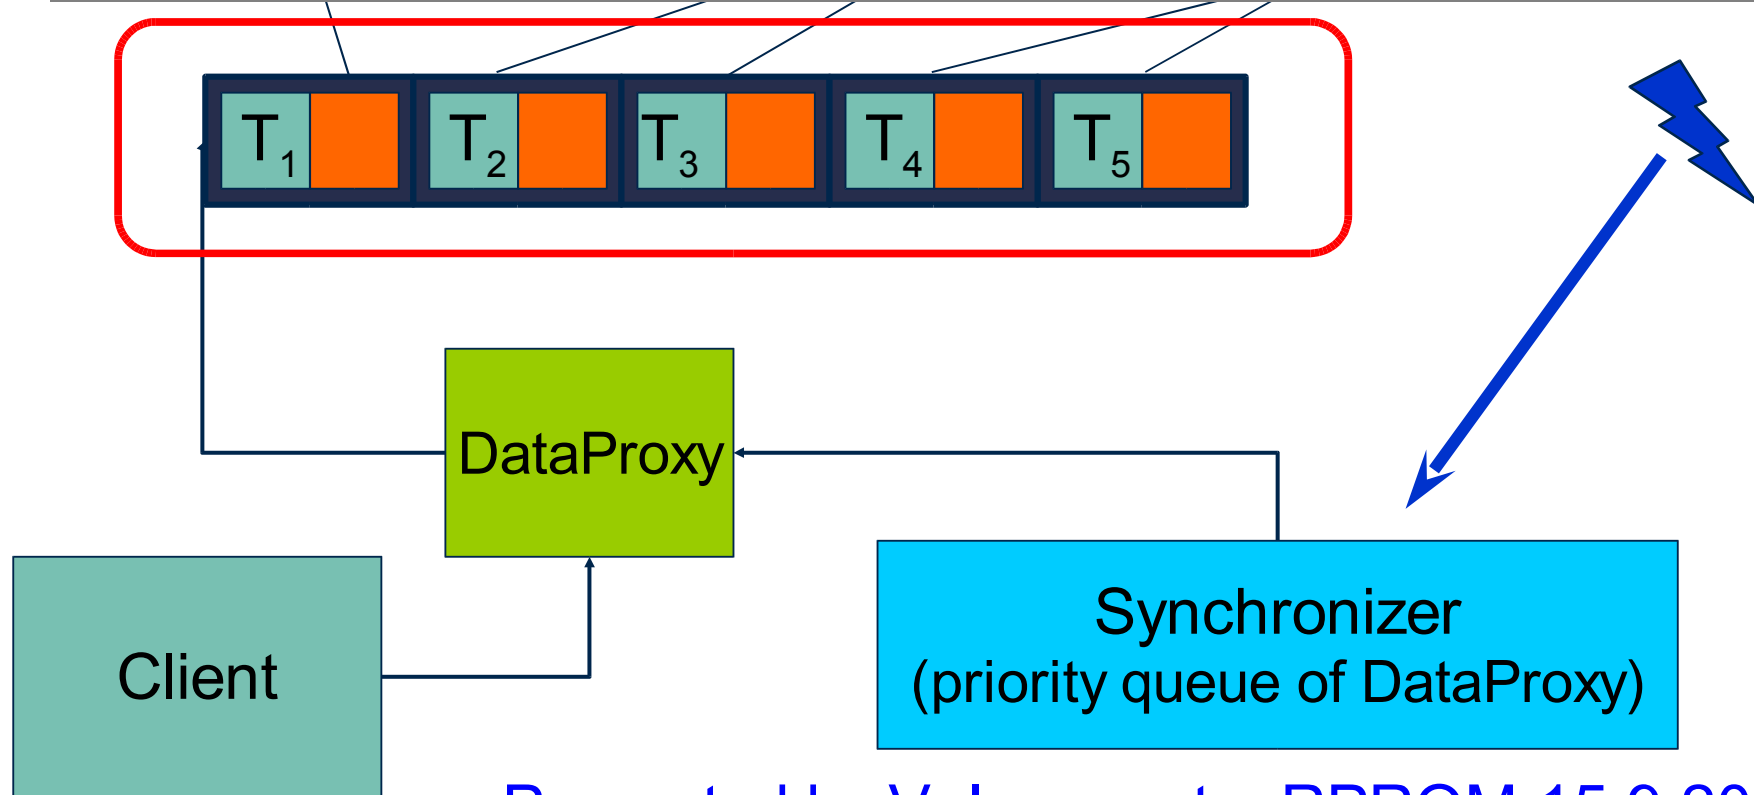 T1 T2 T3 T4 T5
DataProxy
Synchronizer
(priority queue of DataProxy)
Client